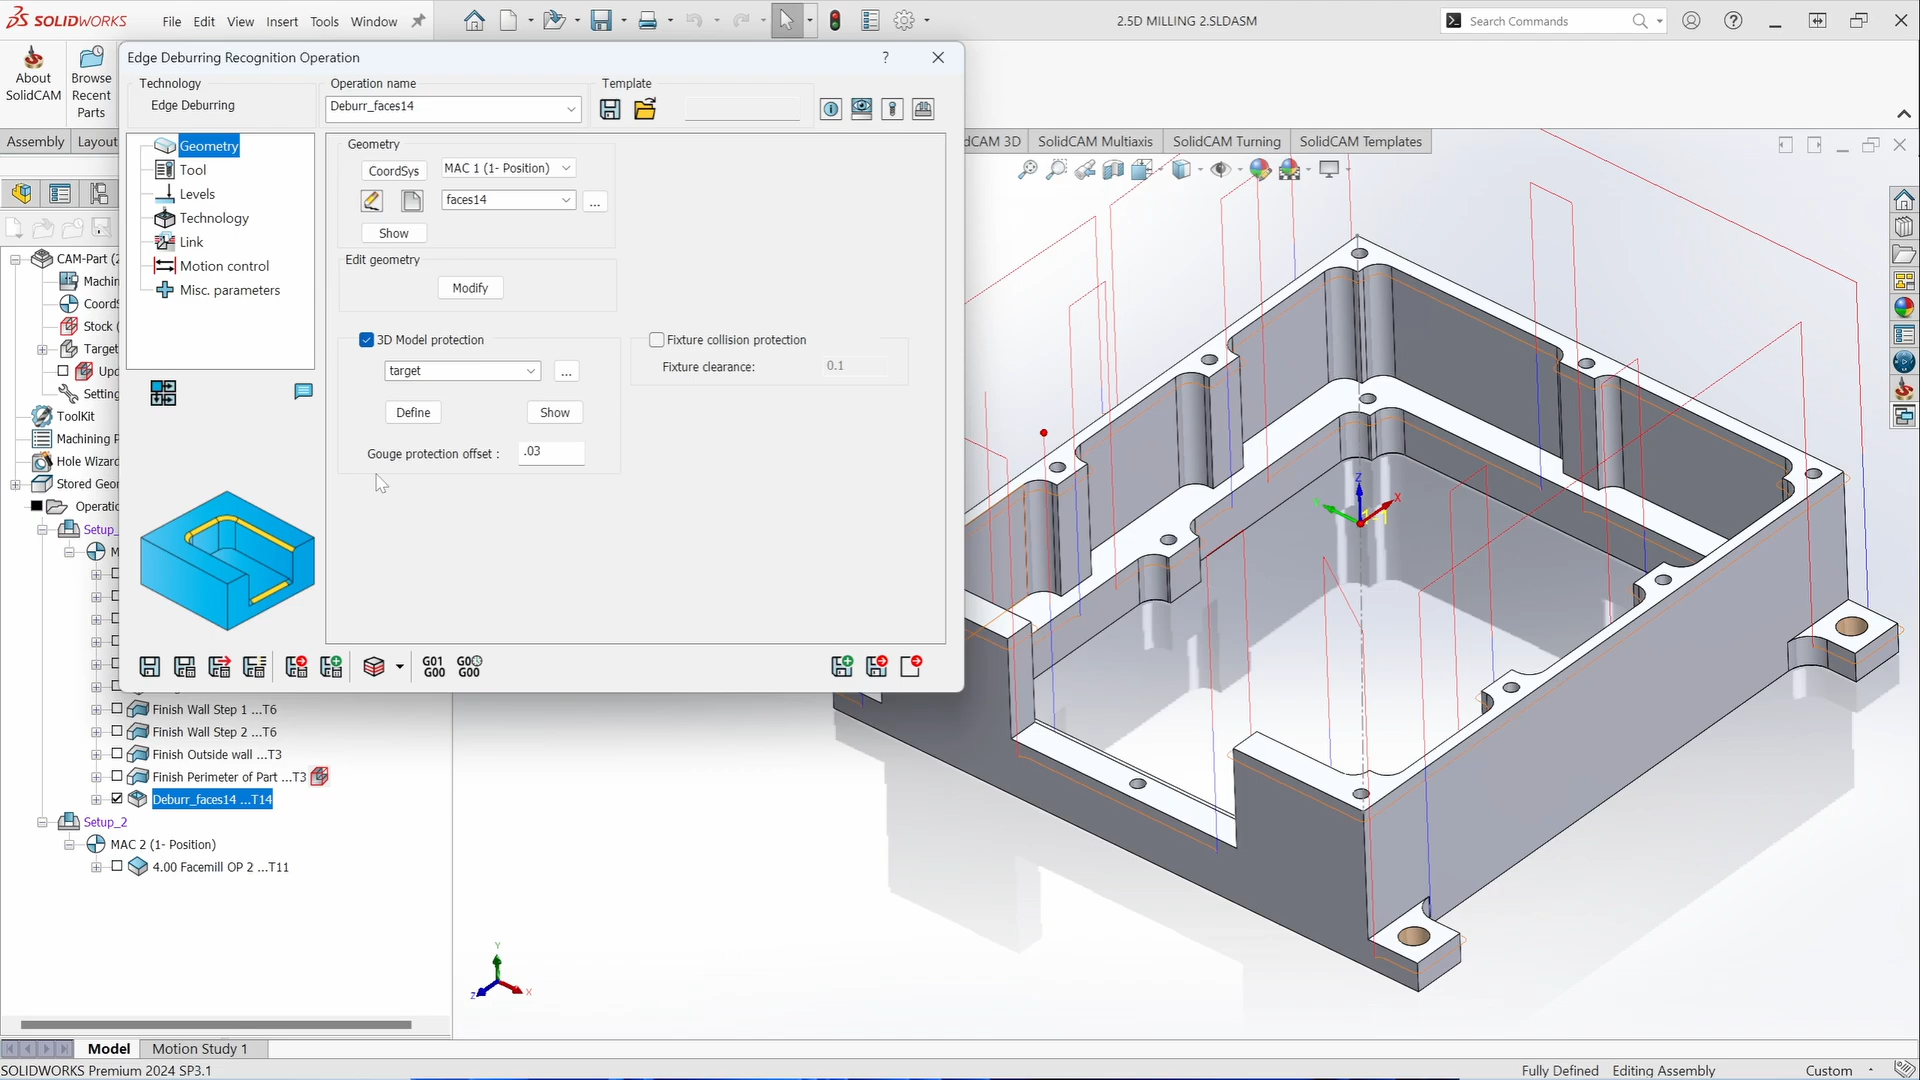 SOLIDWORKS
File Edit View Insert Tools Window
2.5D MILLING 2.SLDASM
Search Commands
About SolidCAM
Browse Recent Parts
Edge Deburring Recognition Operation
?
Technology
Edge Deburring
Operation name
Deburr_faces14
Template
Assembly
Layout
SolidCAM Multiaxis
SolidCAM Turning
SolidCAM Templates
Geometry
Tool
Levels
Technology
Link
Motion control
Misc. parameters
Geometry
CoordSys
MAC 1 (1- Position)
faces14
...
Show
Edit geometry
Modify
3D Model protection
target
...
Define
Show
Gouge protection offset :
.03
Fixture collision protection
Fixture clearance:
0.1
G01 G00
G00
CAM-Part (2
Machin
CoordS
Stock (
Target
Upd
Setting
ToolKit
Machining P
Hole Wizard
Stored Geor
Operatio
Setup_
M
Finish Wall Step 1 ...T6
Finish Wall Step 2 ...T6
Finish Outside wall ...T3
Finish Perimeter of Part ...T3
Deburr_faces14 ...T14
Setup_2
MAC 2 (1- Position)
4.00 Facemill OP 2 ...T11
Z
X
Y
X
Z
Model
Motion Study 1
SOLIDWORKS Premium 2024 SP3.1
Fully Defined
Editing Assembly
Custom